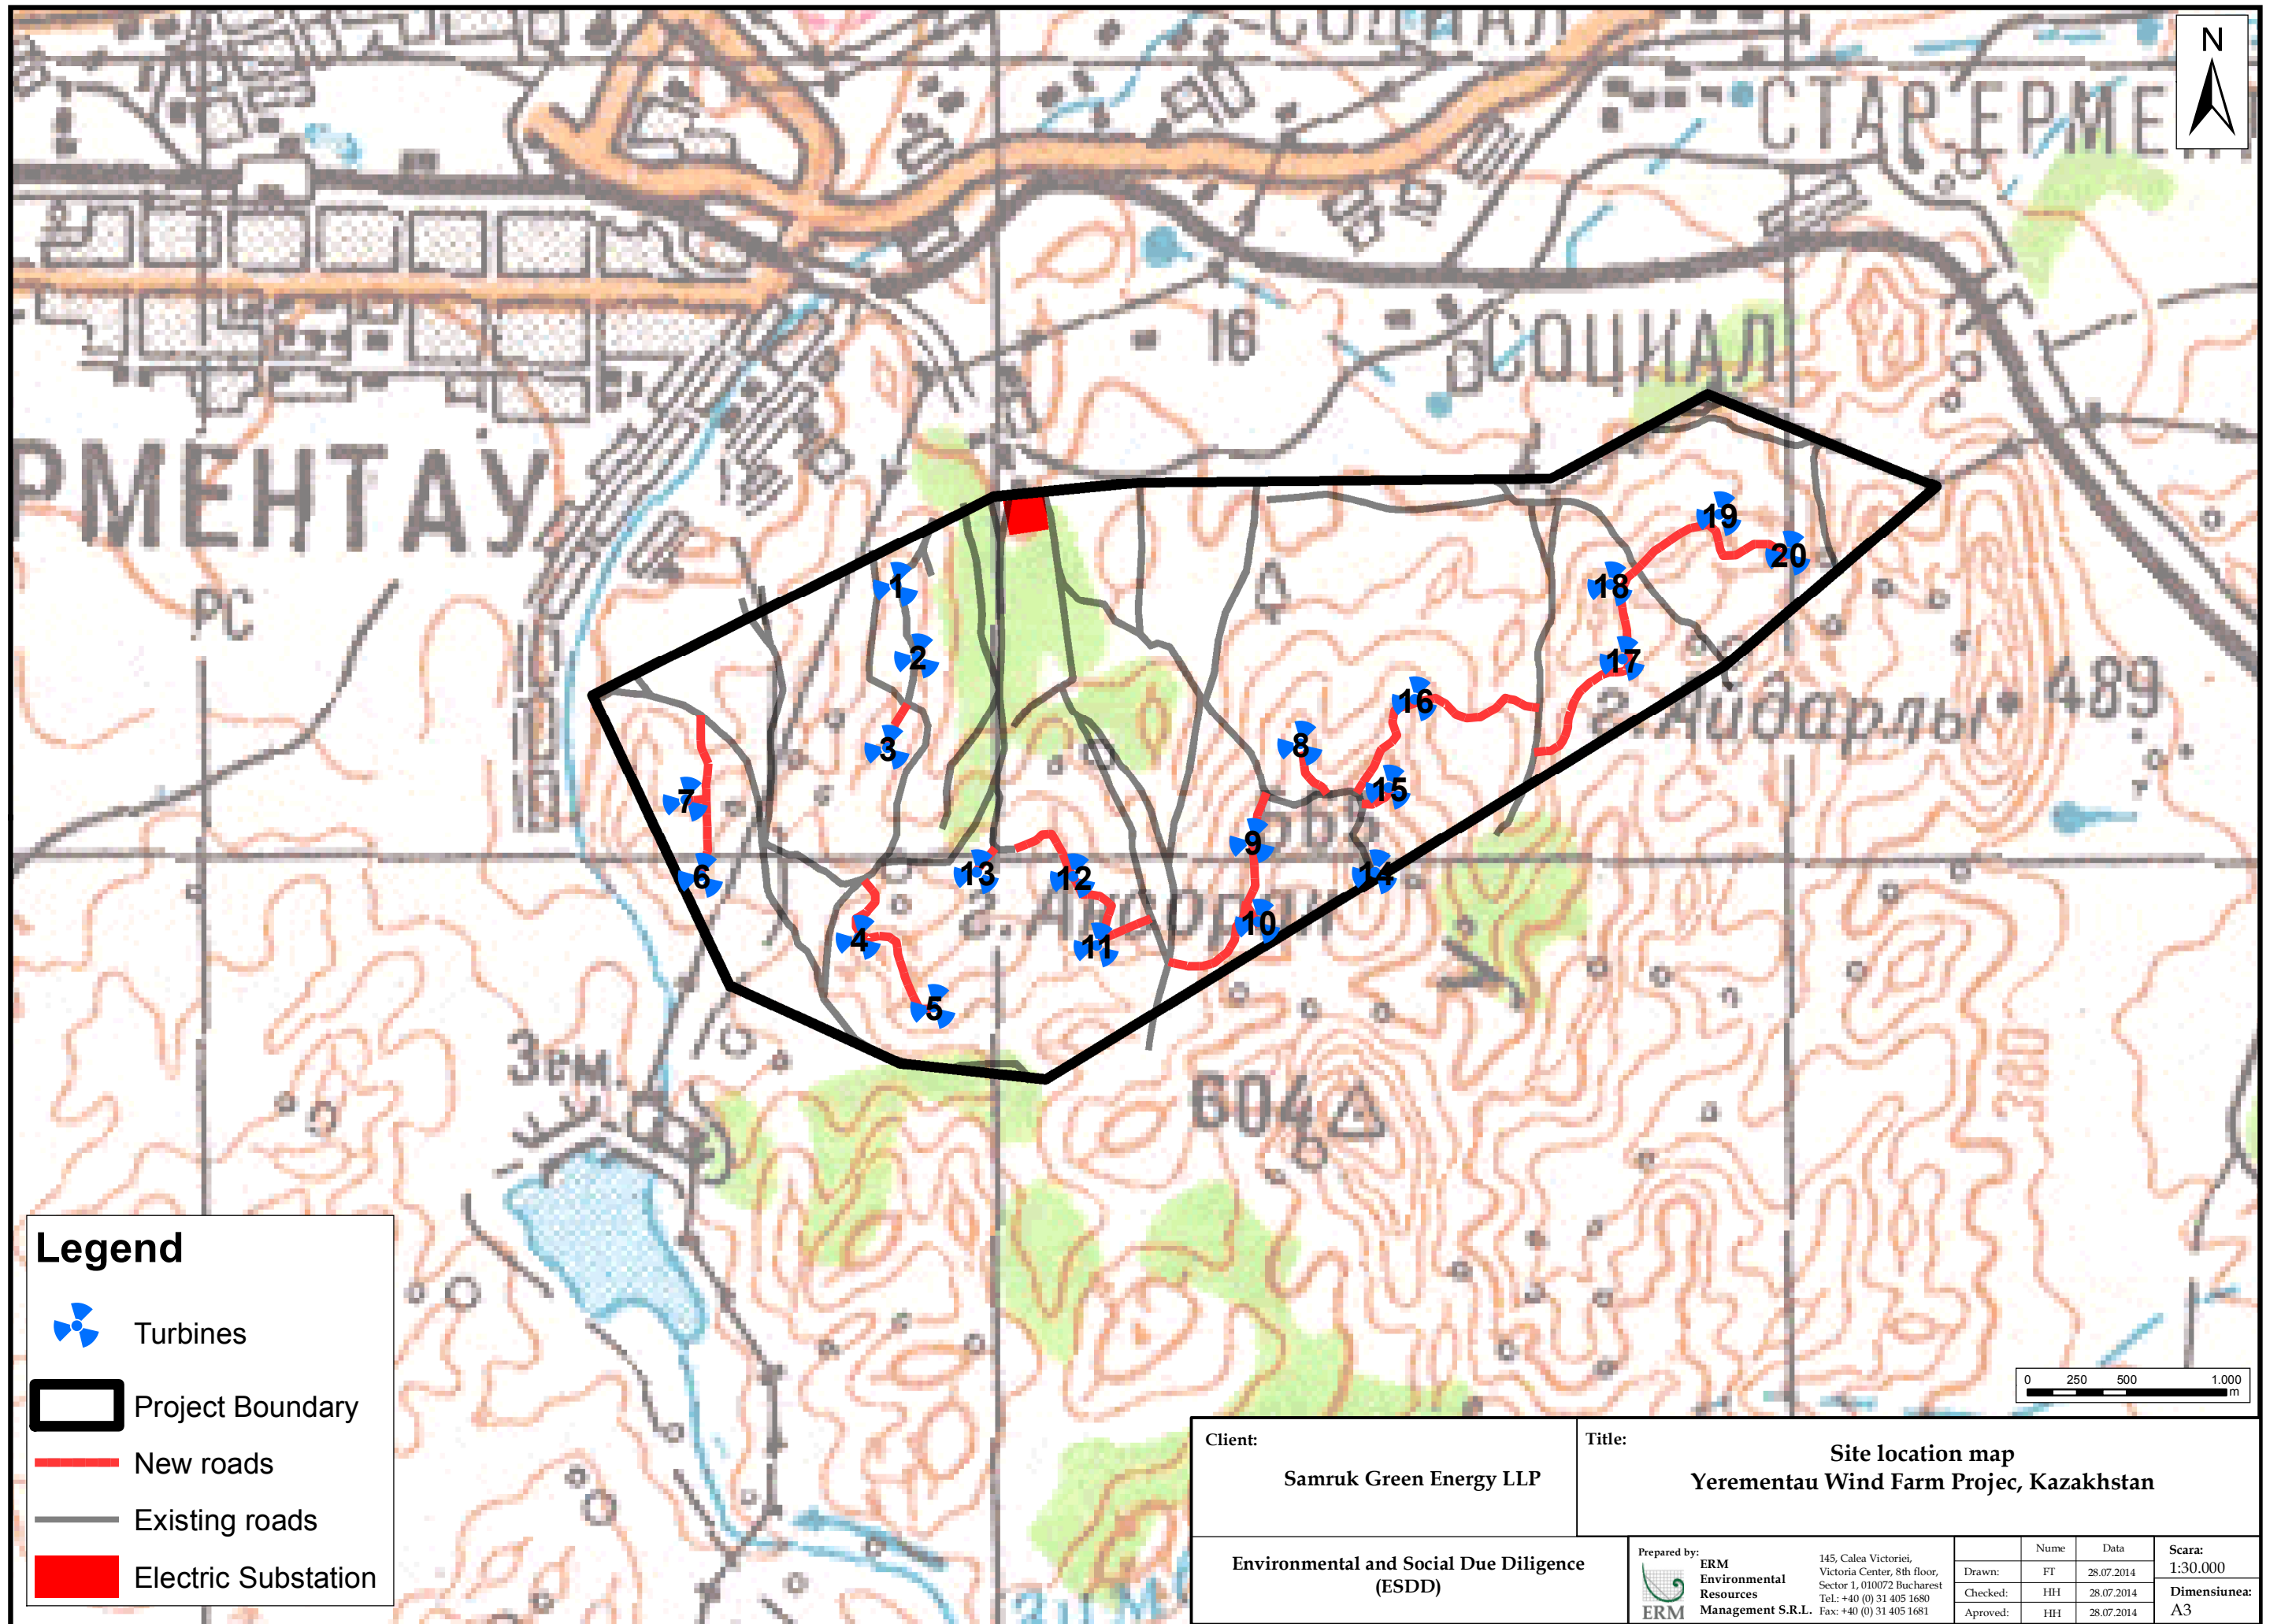 N
СОЦИАЛ
СТАР ЕРМЕН
16
СОЦИАЛ
РМЕНТАУ
РС
19
20
1
18
2
17
г. Айдарлы
489
16
3
8
7
15
9
6
13
12
14
10
4
11
5
Зем.
604
Legend
Turbines
Project Boundary
New roads
Existing roads
Electric Substation
0 250 500 1.000
m
Client:
Samruk Green Energy LLP
Title:
Site location map
Yerementau Wind Farm Projec, Kazakhstan
Environmental and Social Due Diligence
(ESDD)
Prepared by:
ERM
ERM
Environmental
Resources
Management S.R.L.
145, Calea Victoriei,
Victoria Center, 8th floor,
Sector 1, 010072 Bucharest
Tel.: +40 (0) 31 405 1680
Fax: +40 (0) 31 405 1681
Nume Data
Drawn: FT 28.07.2014
Checked: HH 28.07.2014
Aproved: HH 28.07.2014
Scara:
1:30.000
Dimensiunea:
A3